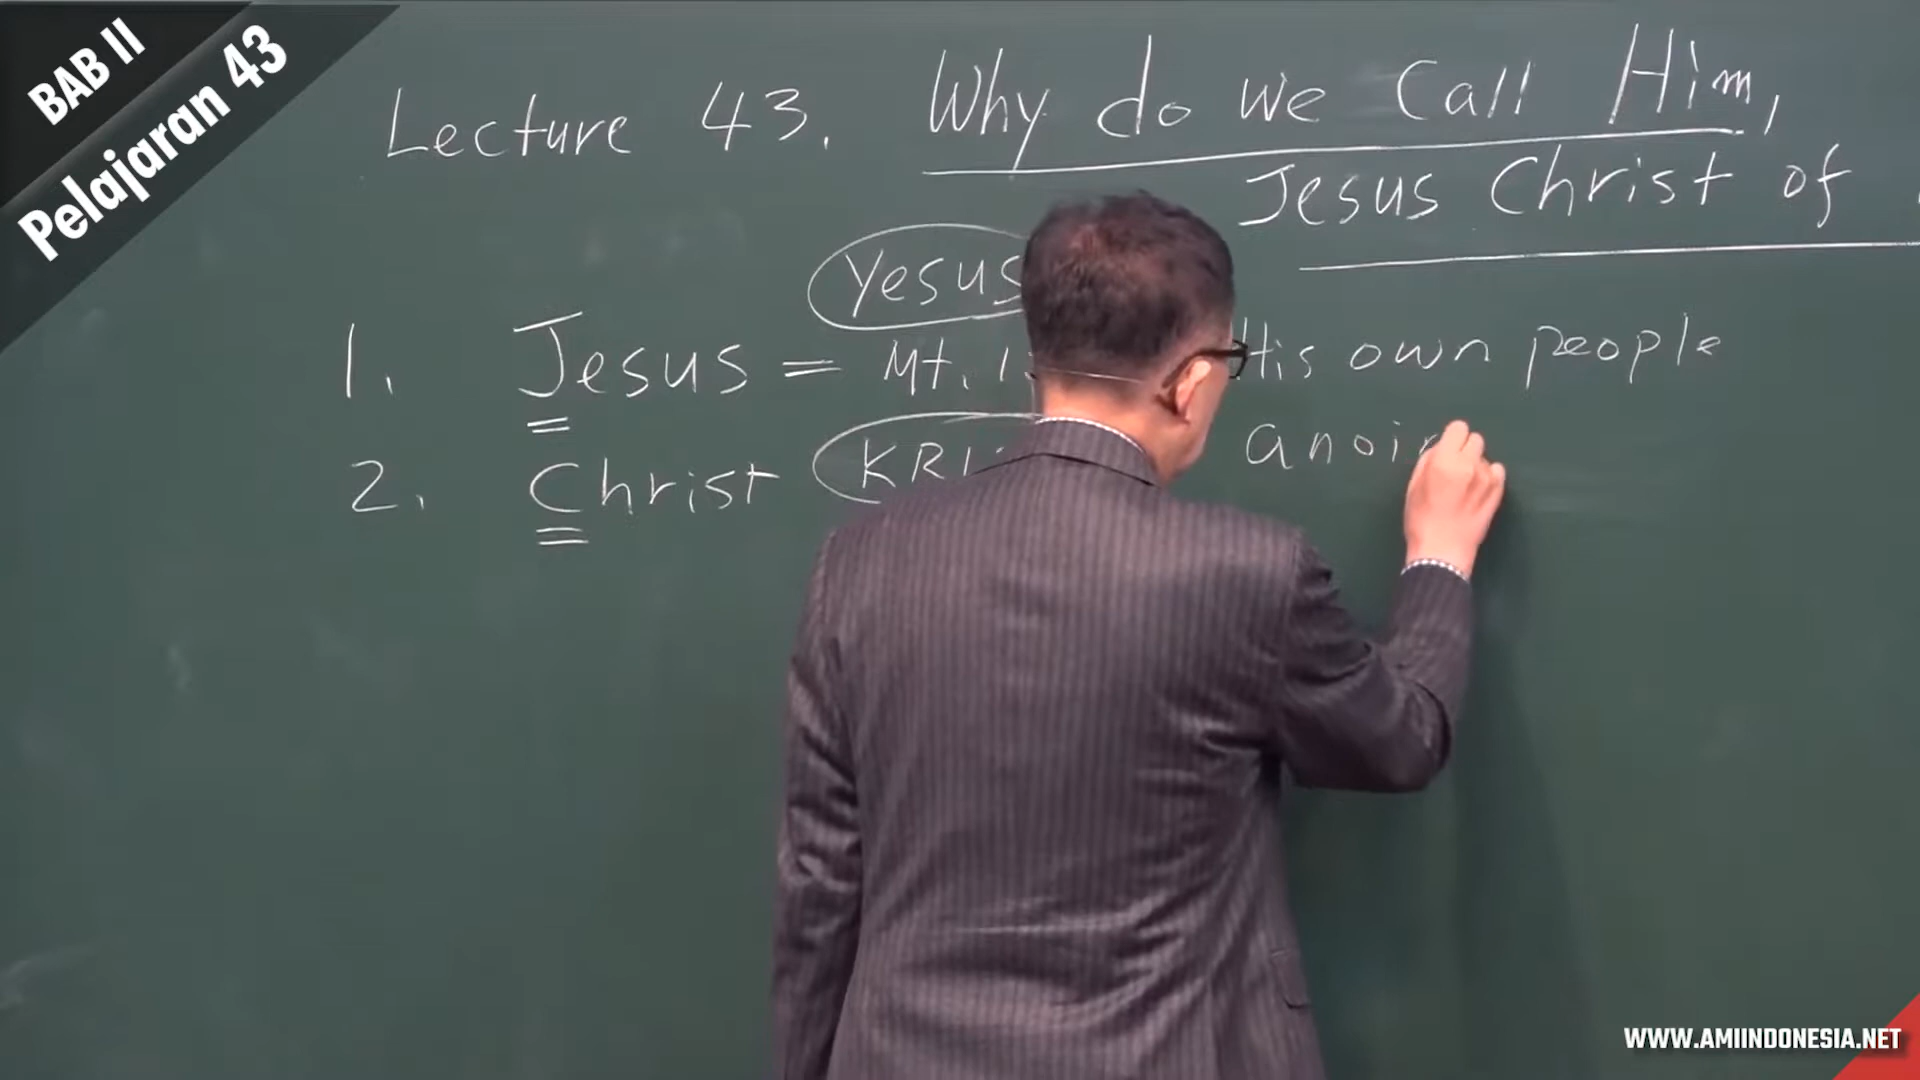 BAB II
Pelajaran 43
Lecture 43. Why do we Call Him,
Jesus Christ of
Yesus
1. Jesus = Mt. 1: His own people
2. Christ
WWW.AMIINDONESIA.NET